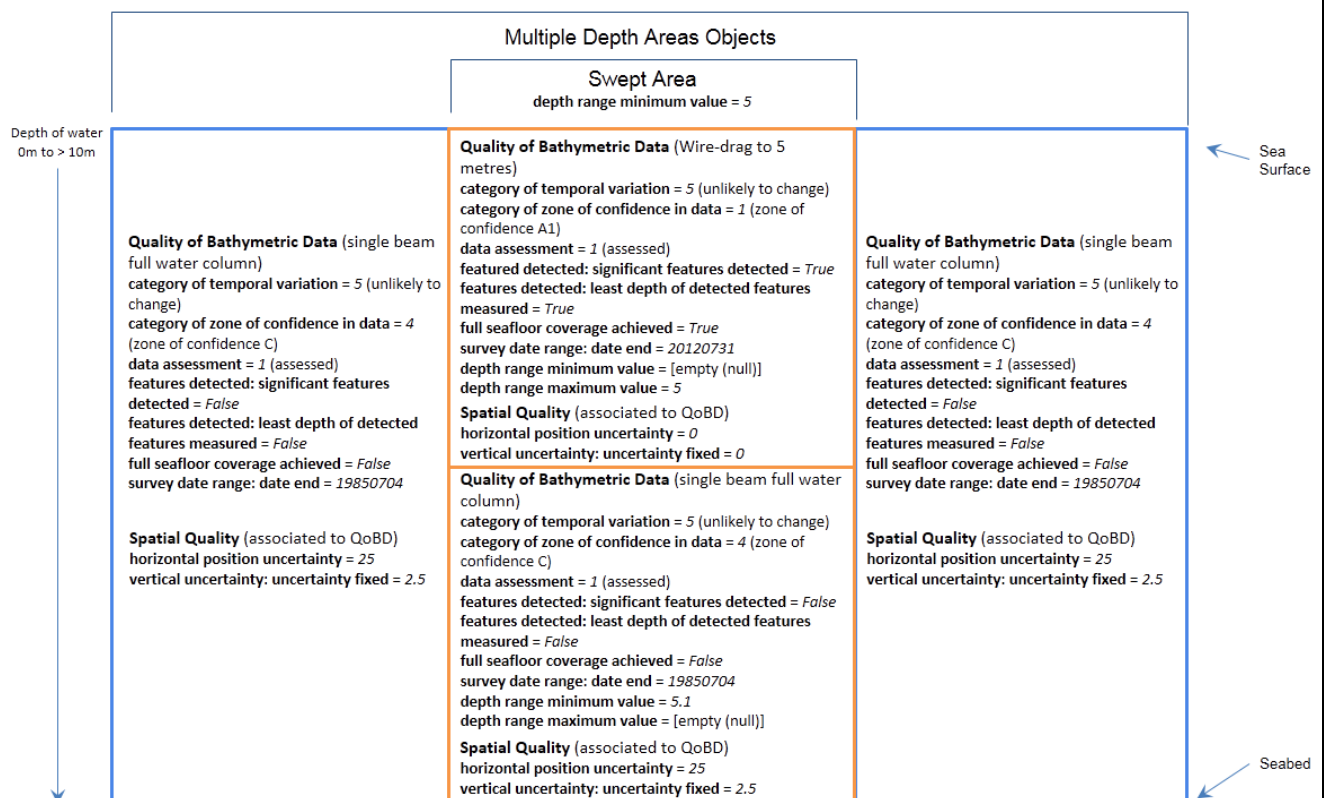 Multiple Depth Areas Objects
Swept Area
depth range minimum value = 5
Depth of water
0m to > 10m
Sea
Surface
Quality of Bathymetric Data (single beam
full water column)
category of temporal variation = 5 (unlikely to
change)
category of zone of confidence in data = 4
(zone of confidence C)
data assessment = 1 (assessed)
features detected: significant features
detected = False
features detected: least depth of detected
features measured = False
full seafloor coverage achieved = False
survey date range: date end = 19850704
Spatial Quality (associated to QoBD)
horizontal position uncertainty = 25
vertical uncertainty: uncertainty fixed = 2.5
Quality of Bathymetric Data (Wire-drag to 5
metres)
category of temporal variation = 5 (unlikely to change)
category of zone of confidence in data = 1 (zone of
confidence A1)
data assessment = 1 (assessed)
featured detected: significant features detected = True
features detected: least depth of detected features
measured = True
full seafloor coverage achieved = True
survey date range: date end = 20120731
depth range minimum value = [empty (null)]
depth range maximum value = 5
Spatial Quality (associated to QoBD)
horizontal position uncertainty = 0
vertical uncertainty: uncertainty fixed = 0
Quality of Bathymetric Data (single beam full water
column)
category of temporal variation = 5 (unlikely to change)
category of zone of confidence in data = 4 (zone of
confidence C)
data assessment = 1 (assessed)
features detected: significant features detected = False
features detected: least depth of detected features
measured = False
full seafloor coverage achieved = False
survey date range: date end = 19850704
depth range minimum value = 5.1
depth range maximum value = [empty (null)]
Spatial Quality (associated to QoBD)
horizontal position uncertainty = 25
vertical uncertainty: uncertainty fixed = 2.5
Quality of Bathymetric Data (single beam
full water column)
category of temporal variation = 5 (unlikely to
change)
category of zone of confidence in data = 4
(zone of confidence C)
data assessment = 1 (assessed)
features detected: significant features
detected = False
features detected: least depth of detected
features measured = False
full seafloor coverage achieved = False
survey date range: date end = 19850704
Spatial Quality (associated to QoBD)
horizontal position uncertainty = 25
vertical uncertainty: uncertainty fixed = 2.5
Seabed